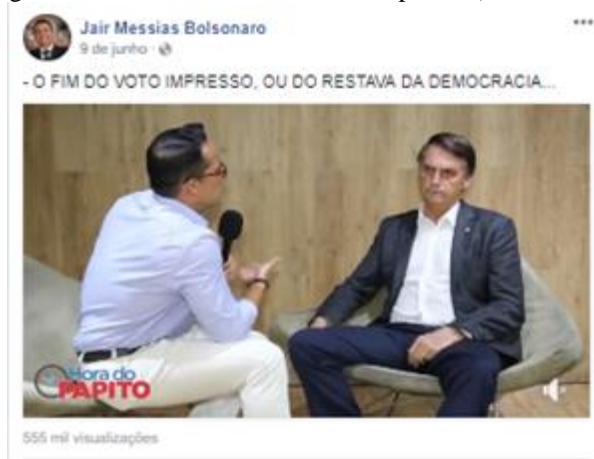 Jair Messias Bolsonaro
9 de junho ·
- O FIM DO VOTO IMPRESSO, OU DO RESTAVA DA DEMOCRACIA...
Hora do
PAPITO
555 mil visualizações